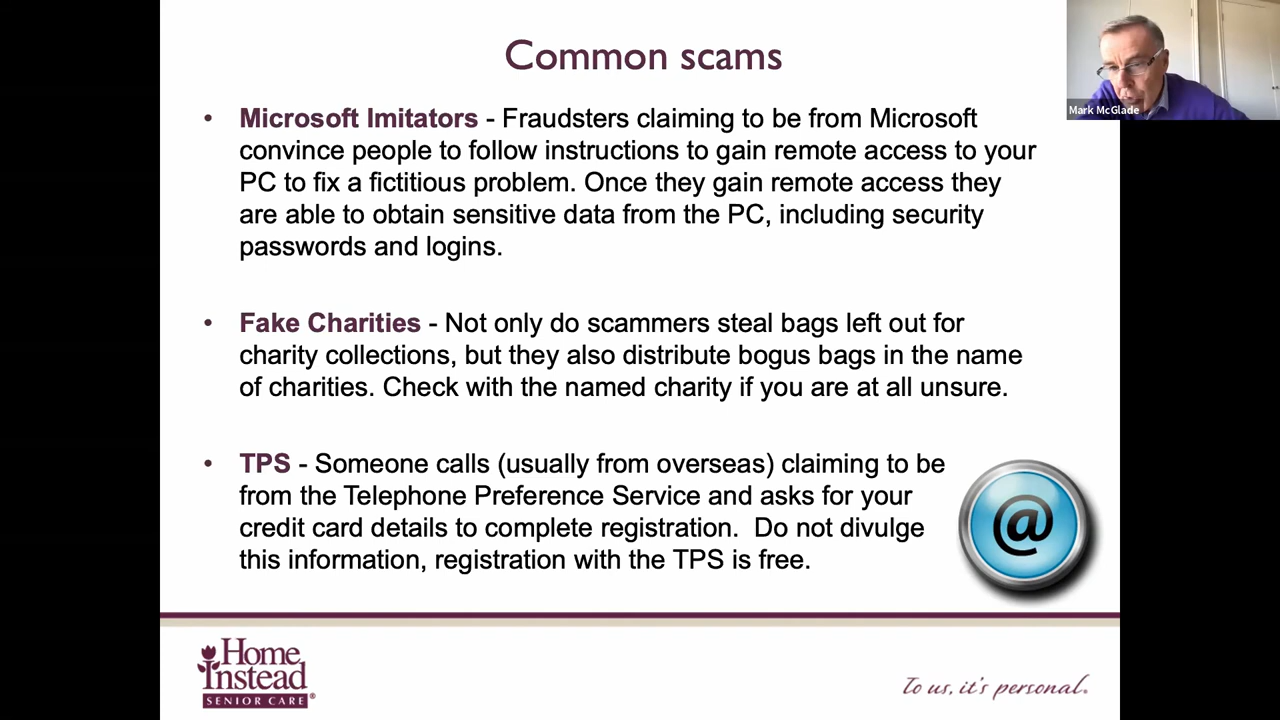 Common scams
Mark McGlade
• Microsoft Imitators - Fraudsters claiming to be from Microsoft
convince people to follow instructions to gain remote access to your
PC to fix a fictitious problem. Once they gain remote access they
are able to obtain sensitive data from the PC, including security
passwords and logins.
• Fake Charities - Not only do scammers steal bags left out for
charity collections, but they also distribute bogus bags in the name
of charities. Check with the named charity if you are at all unsure.
• TPS - Someone calls (usually from overseas) claiming to be
from the Telephone Preference Service and asks for your
credit card details to complete registration.  Do not divulge
this information, registration with the TPS is free.
@
Home
Instead
SENIOR CARE®
To us, it's personal.